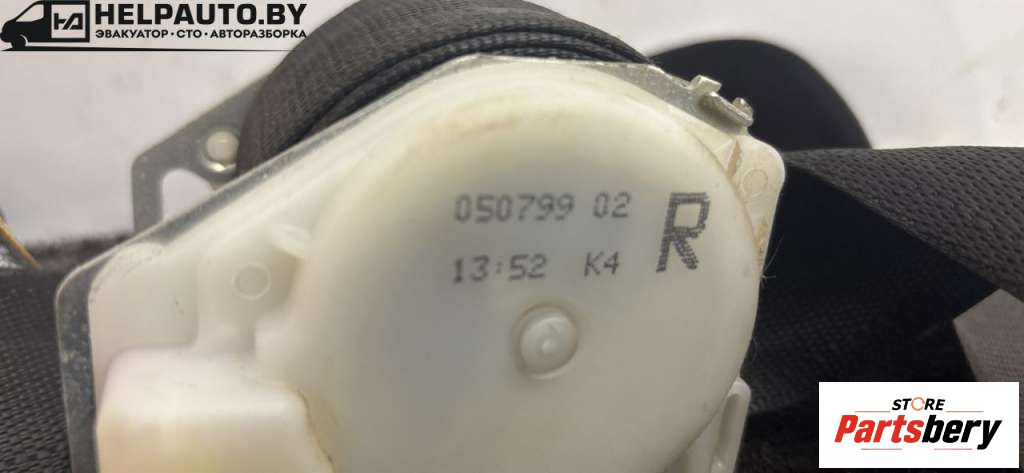 HELPAUTO.BY
ЭВАКУАТОР · СТО · АВТОРАЗБОРКА
050799 02
R
13:52 K4
STORE
Partsbery